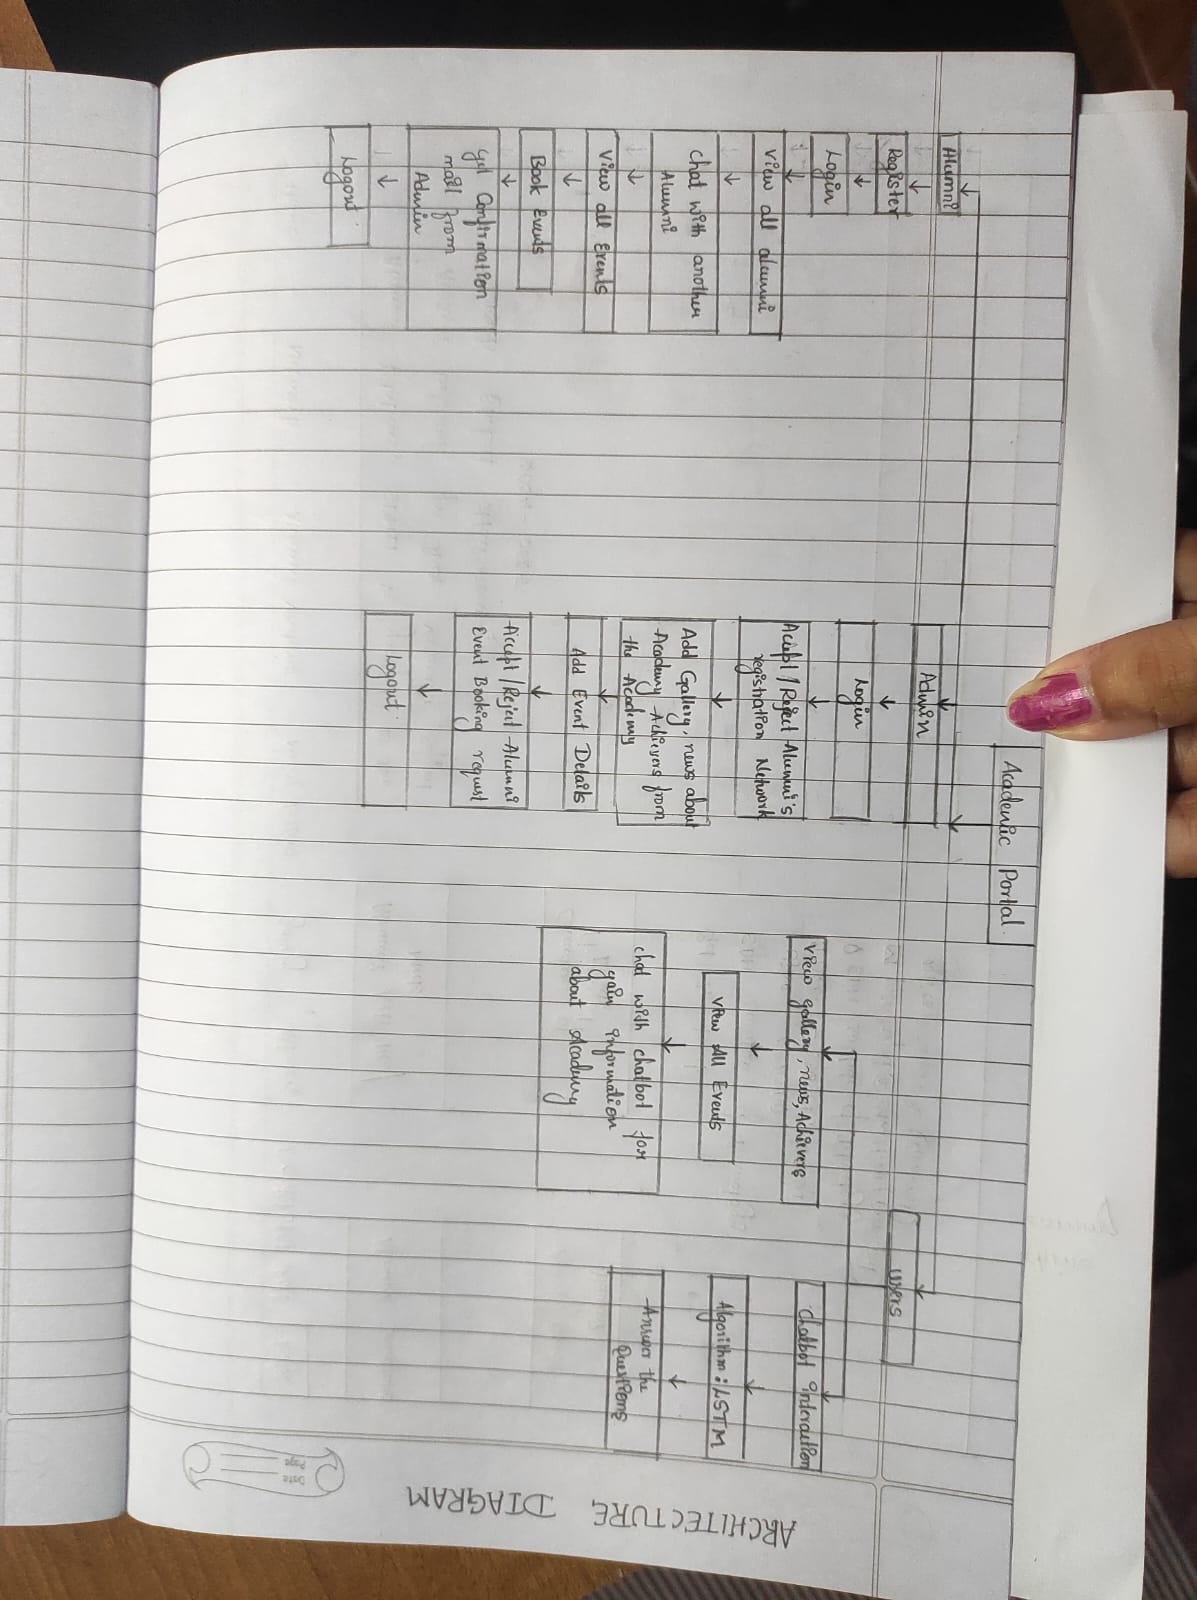 ARCHITECTURE DIAGRAM
Page
Date
Academic Portal.
Alumni
Register
Login
view all alumni
chat with another
Alumni
View all Events
Book Events
get Confirmation
mail from
Admin
Logout.
Admin
Login
Accept / Reject Alumni's
registration Network
Add Gallery, news about
Academy Achievers from
the Academy
Add Event Details
Accept / Reject Alumni
Event Booking request
Logout.
users
View gallery, news, Achievers
View All Events
chat with chatbot for
gain information
about Academy
Chatbot interaction
Algorithm : LSTM
Answer the
Questions